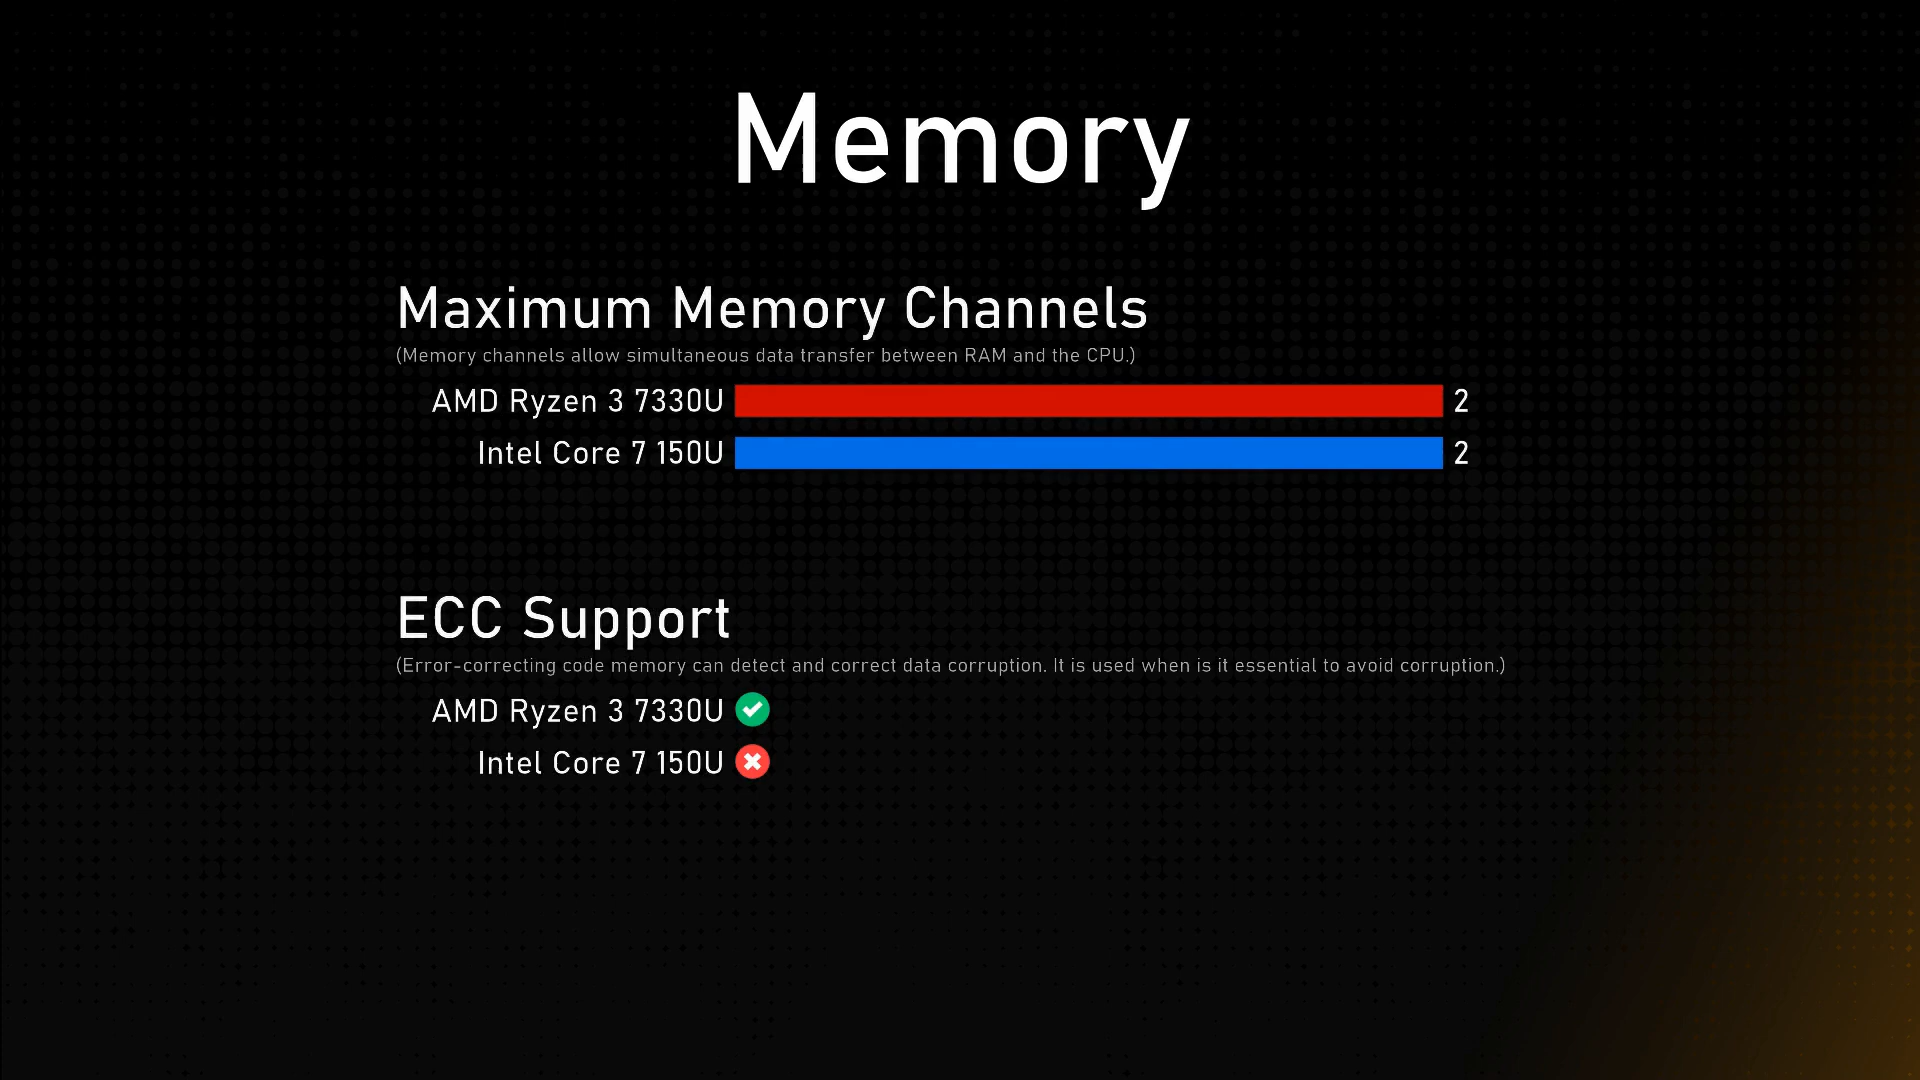 Memory
Maximum Memory Channels
(Memory channels allow simultaneous data transfer between RAM and the CPU.)
AMD Ryzen 3 7330U 2
Intel Core 7 150U 2
ECC Support
(Error-correcting code memory can detect and correct data corruption. It is used when is it essential to avoid corruption.)
AMD Ryzen 3 7330U
Intel Core 7 150U